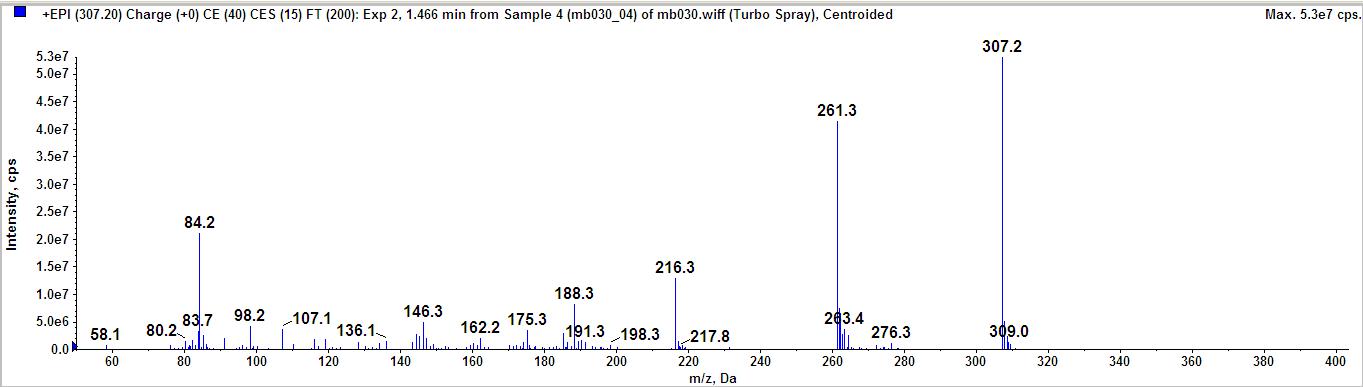 +EPI (307.20) Charge (+0) CE (40) CES (15) FT (200): Exp 2, 1.466 min from Sample 4 (mb030_04) of mb030.wiff (Turbo Spray), Centroided
Max. 5.3e7 cps.
307.2
5.3e7
5.0e7
4.5e7
261.3
4.0e7
3.5e7
3.0e7
2.5e7
84.2
2.0e7
1.5e7
216.3
1.0e7
188.3
5.0e6
58.1
80.2
83.7
98.2
107.1
136.1
146.3
162.2
175.3
191.3
198.3
217.8
263.4
276.3
309.0
0.0
60 80 100 120 140 160 180 200 220 240 260 280 300 320 340 360 380 400
m/z, Da
Intensity, cps